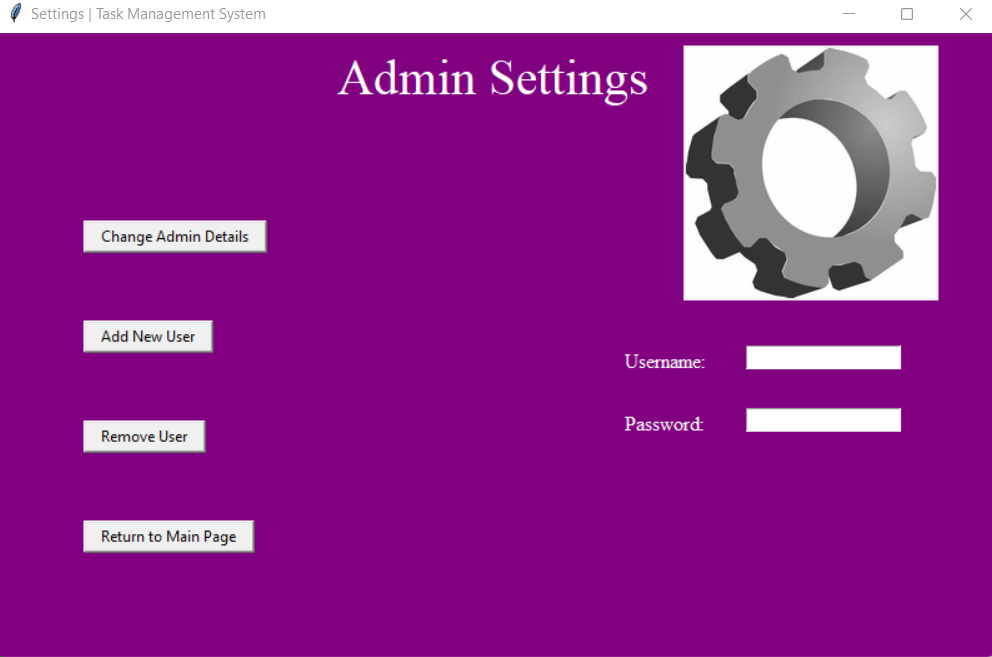 Settings | Task Management System
Admin Settings
Change Admin Details
Add New User
Username:
Password:
Remove User
Return to Main Page